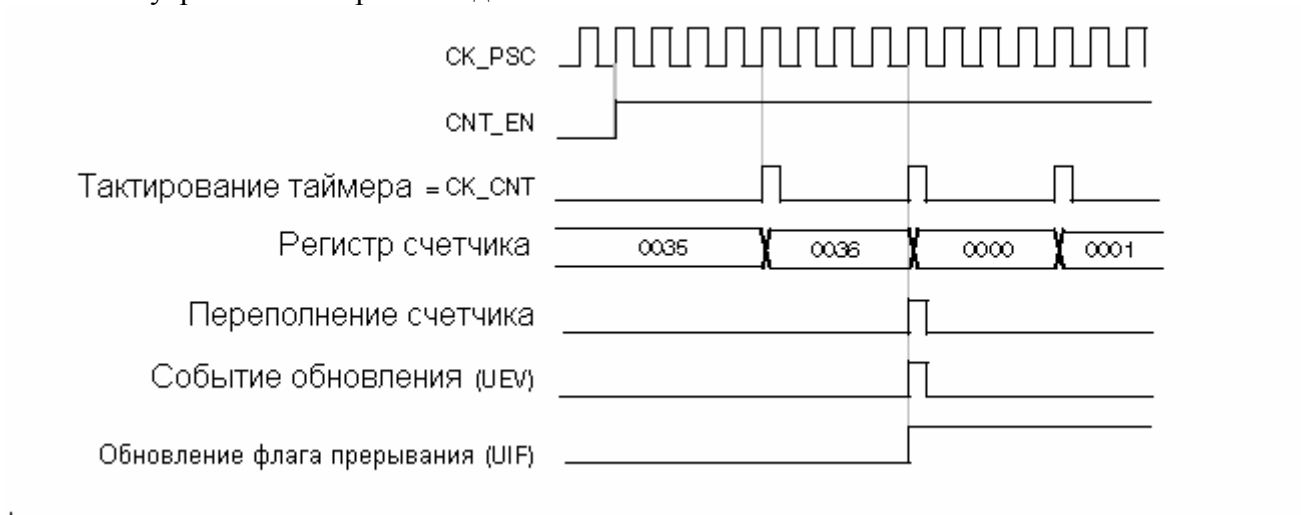 CK_PSC
CNT_EN
Тактирование таймера = CK_CNT
Регистр счетчика 0035 0036 0000 0001
Переполнение счетчика
Событие обновления (UEV)
Обновление флага прерывания (UIF)